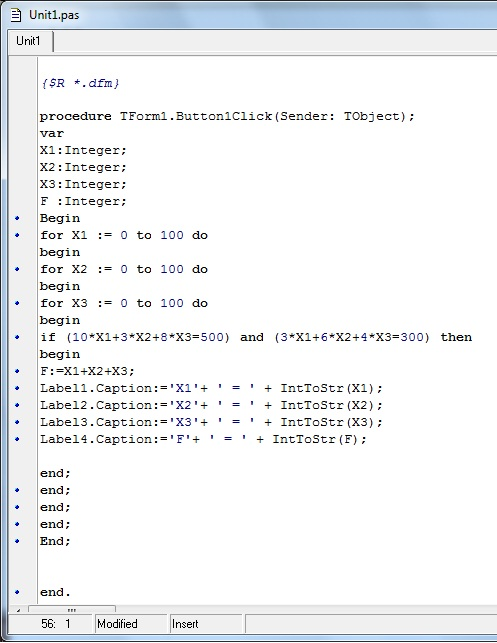 Unit1.pas
Unit1
{$R *.dfm}
procedure TForm1.Button1Click(Sender: TObject);
var
X1:Integer;
X2:Integer;
X3:Integer;
F :Integer;
Begin
for X1 := 0 to 100 do
begin
for X2 := 0 to 100 do
begin
for X3 := 0 to 100 do
begin
if (10*X1+3*X2+8*X3=500) and (3*X1+6*X2+4*X3=300) then
begin
F:=X1+X2+X3;
Label1.Caption:='X1'+ ' = ' + IntToStr(X1);
Label2.Caption:='X2'+ ' = ' + IntToStr(X2);
Label3.Caption:='X3'+ ' = ' + IntToStr(X3);
Label4.Caption:='F'+ ' = ' + IntToStr(F);
end;
end;
end;
end;
End;
end.
56: 1 Modified Insert